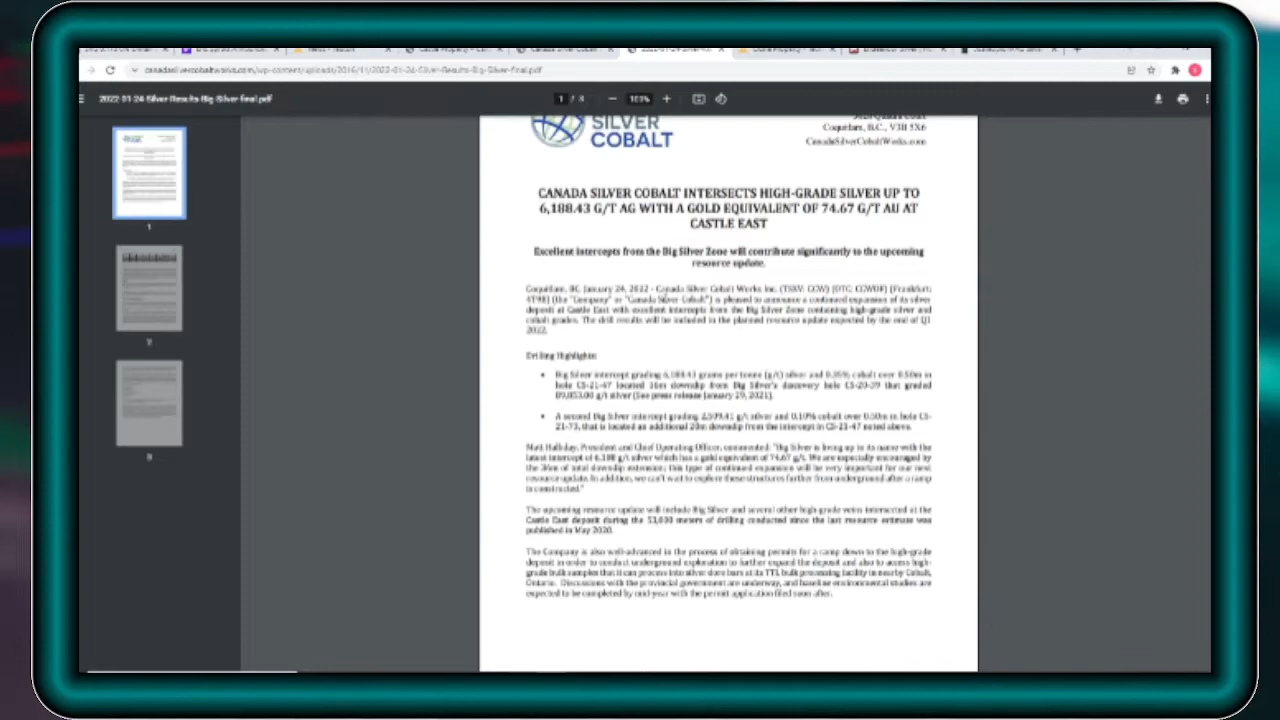 canadasilvercobaltworks.com/wp-content/uploads/2016/11/2022-01-24-Silver-Results-Big-Silver-final.pdf
2022-01-24-Silver-Results-Big-Silver-final.pdf
1 / 3
100%
1
2
3
SILVER
COBALT
Coquitlam, B.C., V3B 5X6
CanadaSilverCobaltWorks.com
CANADA SILVER COBALT INTERSECTS HIGH-GRADE SILVER UP TO
6,188.43 G/T AG WITH A GOLD EQUIVALENT OF 74.67 G/T AU AT
CASTLE EAST
Excellent intercepts from the Big Silver Zone will contribute significantly to the upcoming
resource update.
Coquitlam, BC January 24, 2022 - Canada Silver Cobalt Works Inc. (TSXV: CCW) (OTC: CCWOF) (Frankfurt:
4T9B) (the "Company" or "Canada Silver Cobalt") is pleased to announce a continued expansion of its silver
deposit at Castle East with excellent intercepts from the Big Silver Zone containing high-grade silver and
cobalt grades. The drill results will be included in the planned resource update expected by the end of Q1
2022.
Drilling Highlights:
• Big Silver intercept grading 6,188.43 grams per tonne (g/t) silver and 0.35% cobalt over 0.50m in
hole CS-21-47 located 16m downdip from Big Silver's discovery hole CS-20-39 that graded
89,853.00 g/t silver (See press release January 29, 2021).
• A second Big Silver intercept grading 2,509.41 g/t silver and 0.10% cobalt over 0.50m in hole CS-
21-73, that is located an additional 20m downdip from the intercept in CS-21-47 noted above.
Matt Halliday, President and Chief Operating Officer, commented: "Big Silver is living up to its name with the
latest intercept of 6,188 g/t silver which has a gold equivalent of 74.67 g/t. We are especially encouraged by
the 36m of total downdip extension; this type of continued expansion will be very important for our next
resource update. In addition, we can't wait to explore these structures further from underground after a ramp
is constructed."
The upcoming resource update will include Big Silver and several other high-grade veins intersected at the
Castle East deposit during the 53,000 meters of drilling conducted since the last resource estimate was
published in May 2020.
The Company is also well-advanced in the process of obtaining permits for a ramp down to the high-grade
deposit in order to conduct underground exploration to further expand the deposit and also to access high-
grade bulk samples that it can process into silver dore bars at its TTL bulk processing facility in nearby Cobalt,
Ontario. Discussions with the provincial government are underway, and baseline environmental studies are
expected to be completed by mid-year with the permit application filed soon after.